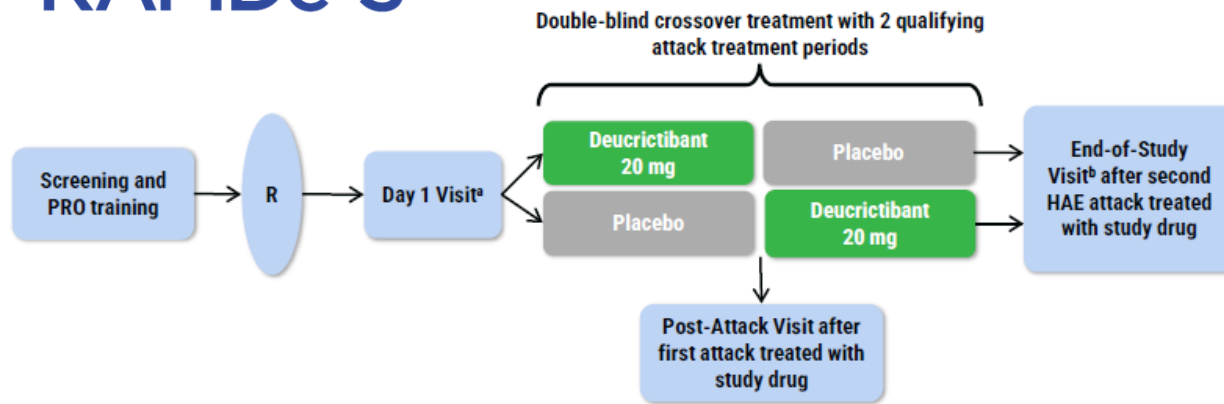 RAPIDe-3
Double-blind crossover treatment with 2 qualifying
attack treatment periods
Screening and
PRO training
R
Day 1 Visitᵃ
Deucrictibant
20 mg
Placebo
Placebo
Deucrictibant
20 mg
End-of-Study
Visitᵇ after second
HAE attack treated
with study drug
Post-Attack Visit after
first attack treated with
study drug